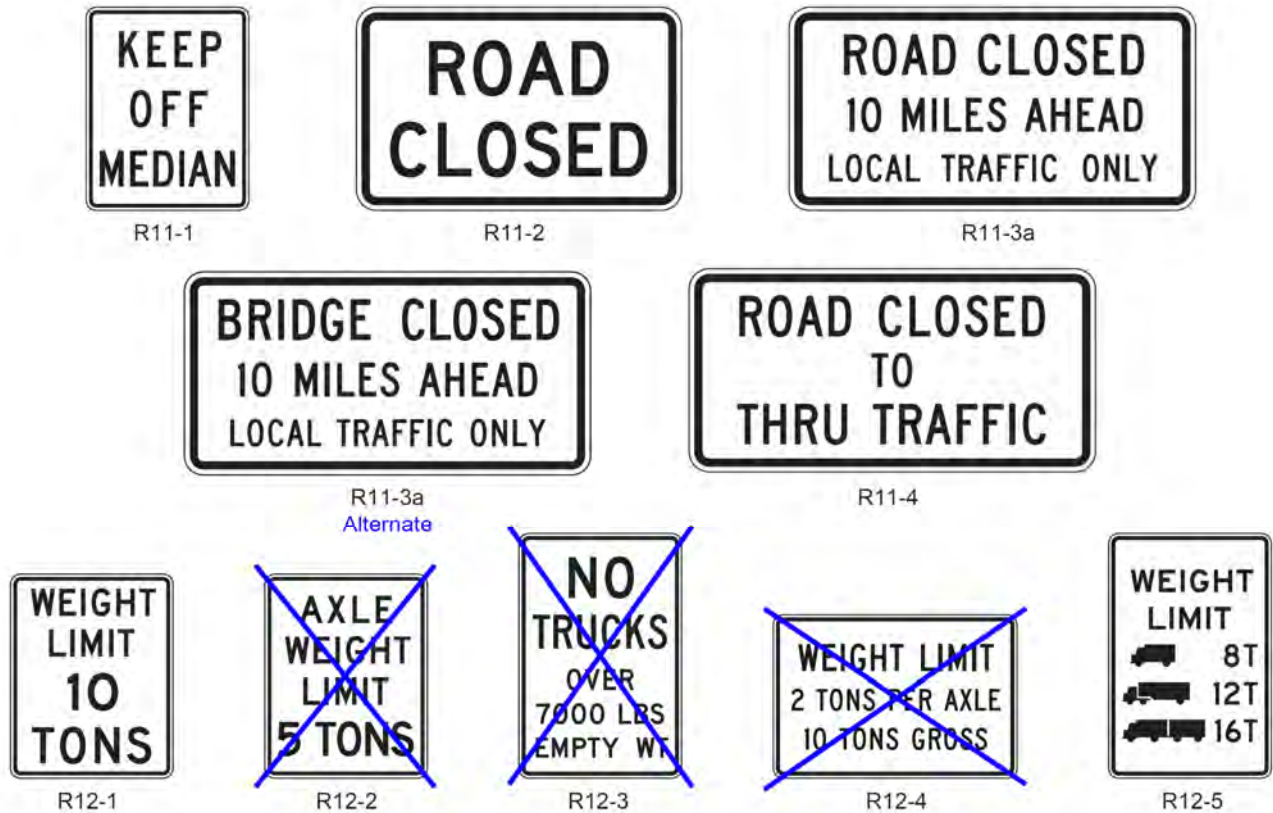 KEEP
OFF
MEDIAN
R11-1
ROAD
CLOSED
R11-2
ROAD CLOSED
10 MILES AHEAD
LOCAL TRAFFIC ONLY
R11-3a
BRIDGE CLOSED
10 MILES AHEAD
LOCAL TRAFFIC ONLY
R11-3a
Alternate
ROAD CLOSED
TO
THRU TRAFFIC
R11-4
WEIGHT
LIMIT
10
TONS
R12-1
AXLE
WEIGHT
LIMIT
5 TONS
R12-2
NO
TRUCKS
OVER
7000 LBS
EMPTY WT
R12-3
WEIGHT LIMIT
2 TONS PER AXLE
10 TONS GROSS
R12-4
WEIGHT
LIMIT
8T
12T
16T
R12-5